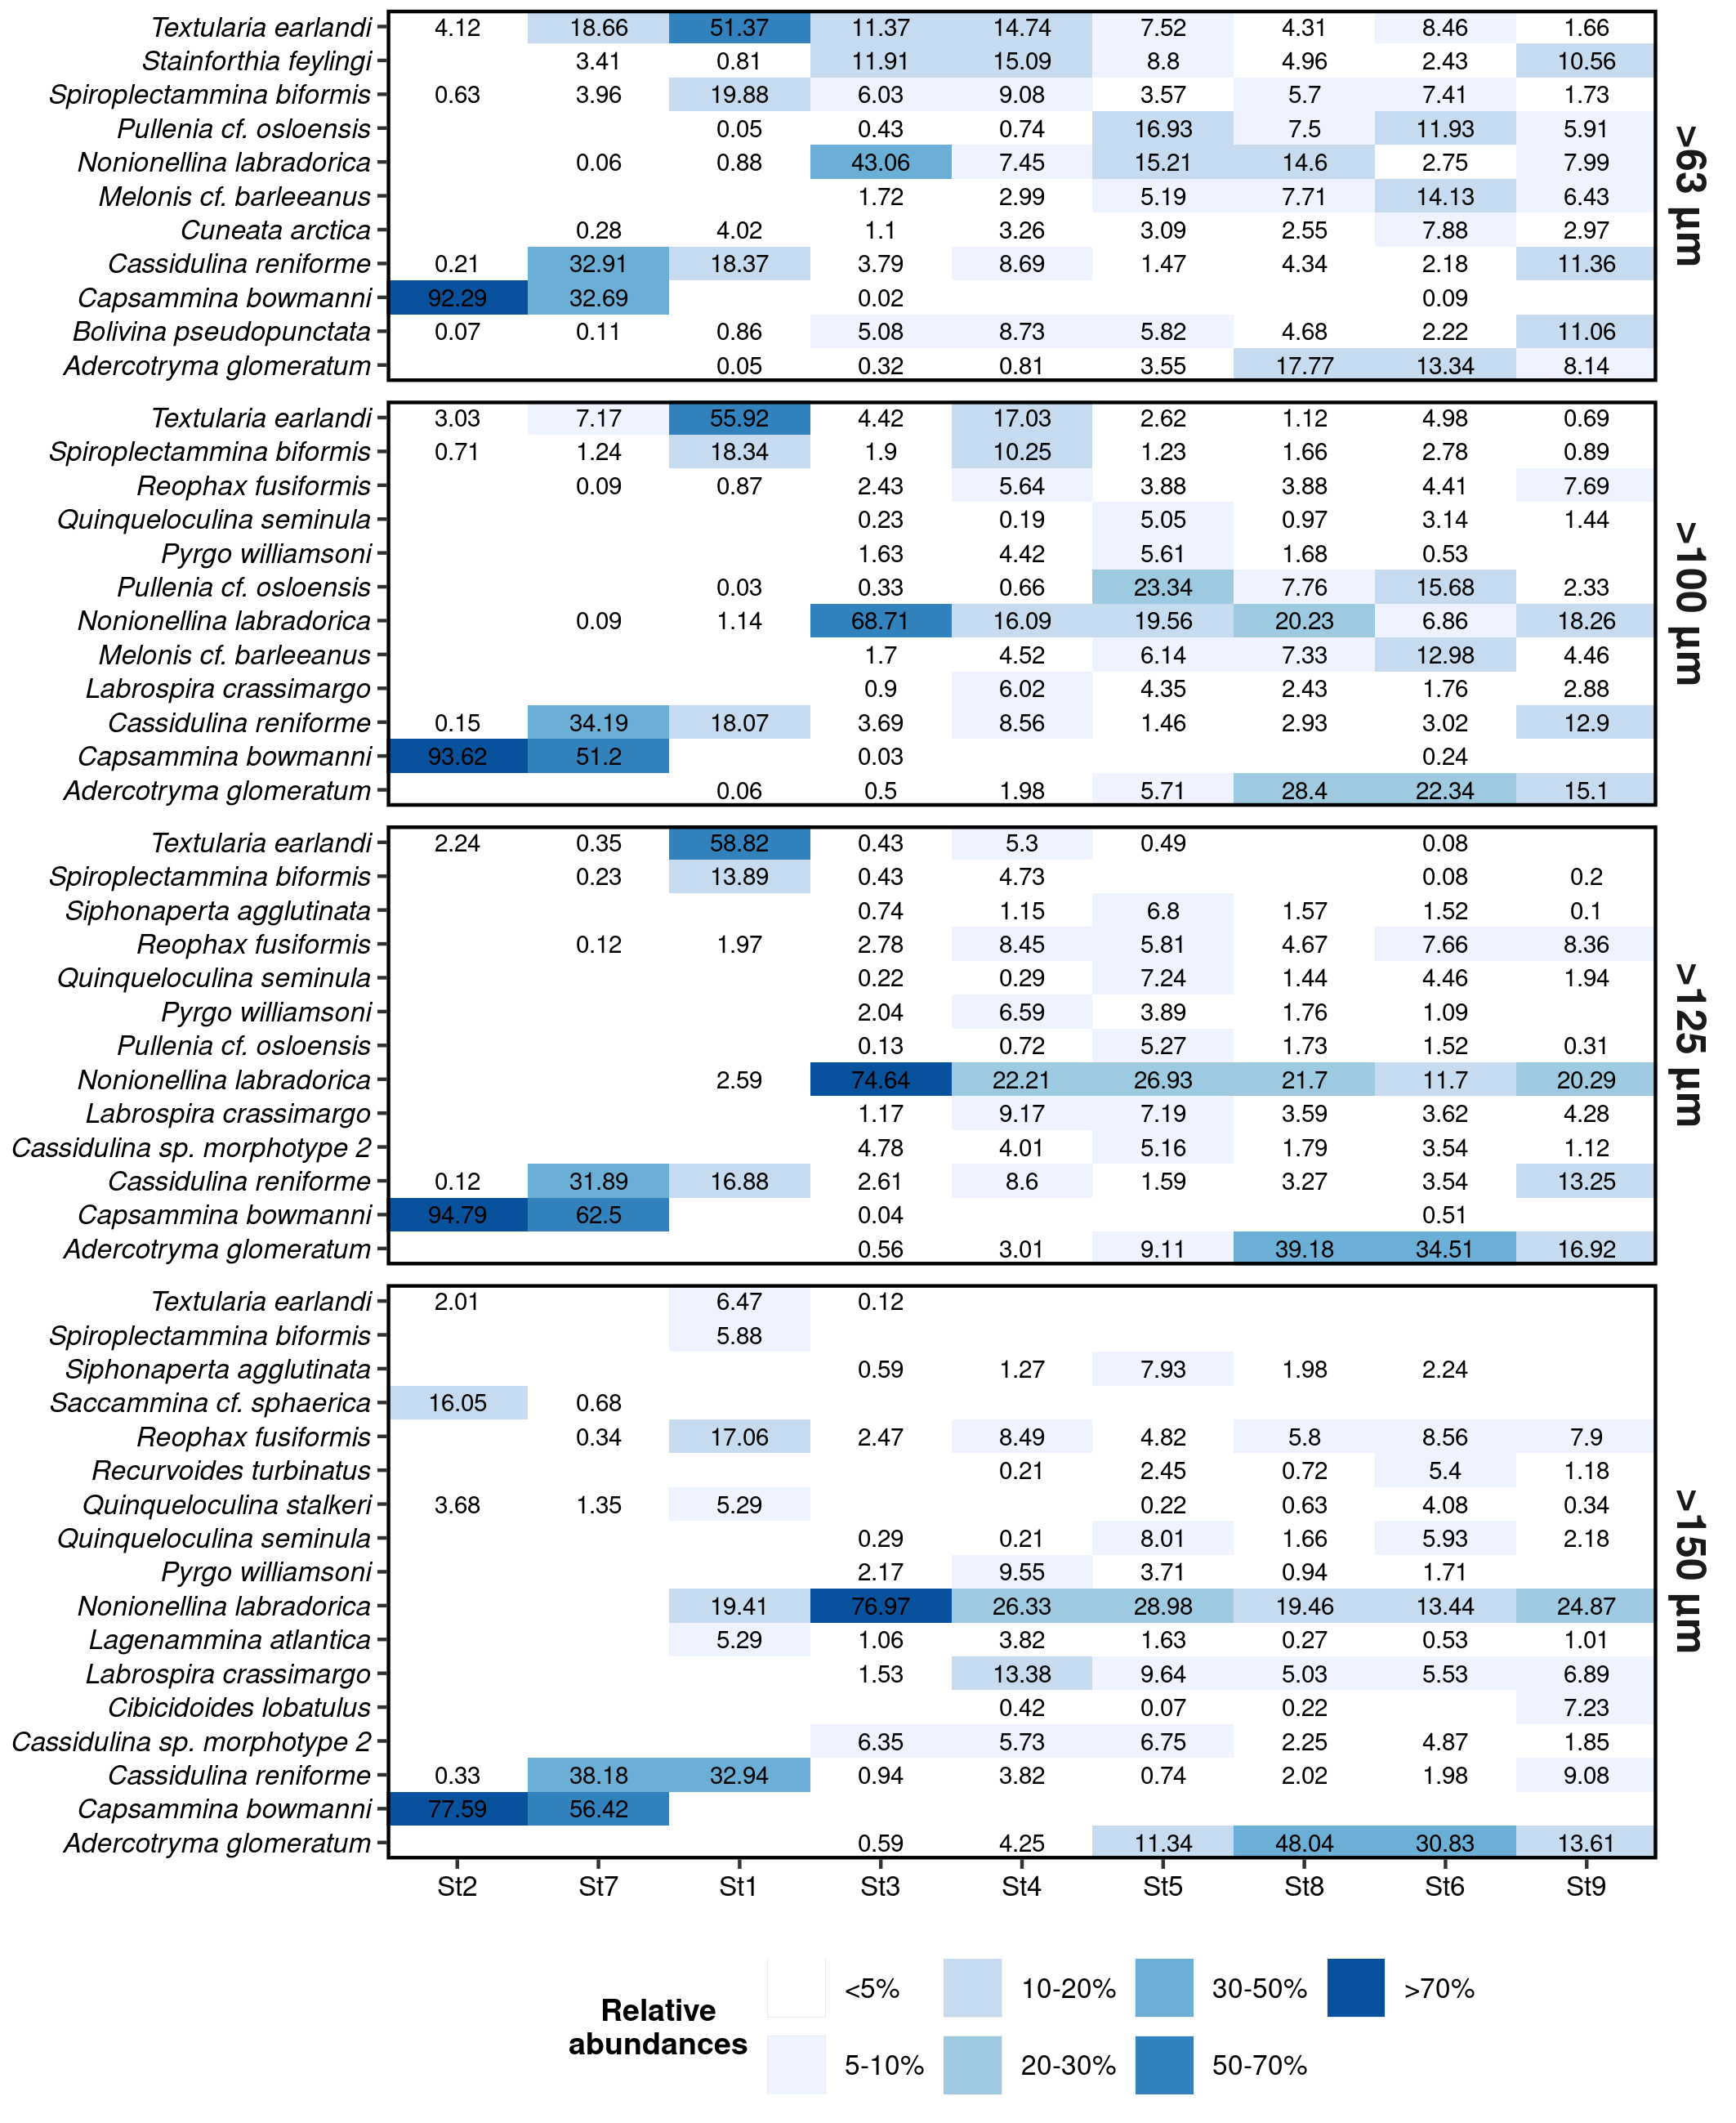 Textularia earlandi 4.12 18.66 51.37 11.37 14.74 7.52 4.31 8.46 1.66
Stainforthia feylingi 3.41 0.81 11.91 15.09 8.8 4.96 2.43 10.56
Spiroplectammina biformis 0.63 3.96 19.88 6.03 9.08 3.57 5.7 7.41 1.73
Pullenia cf. osloensis 0.05 0.43 0.74 16.93 7.5 11.93 5.91
Nonionellina labradorica 0.06 0.88 43.06 7.45 15.21 14.6 2.75 7.99
Melonis cf. barleeanus 1.72 2.99 5.19 7.71 14.13 6.43
Cuneata arctica 0.28 4.02 1.1 3.26 3.09 2.55 7.88 2.97
Cassidulina reniforme 0.21 32.91 18.37 3.79 8.69 1.47 4.34 2.18 11.36
Capsammina bowmanni 92.29 32.69 0.02 0.09
Bolivina pseudopunctata 0.07 0.11 0.86 5.08 8.73 5.82 4.68 2.22 11.06
Adercotryma glomeratum 0.05 0.32 0.81 3.55 17.77 13.34 8.14
>63 µm
Textularia earlandi 3.03 7.17 55.92 4.42 17.03 2.62 1.12 4.98 0.69
Spiroplectammina biformis 0.71 1.24 18.34 1.9 10.25 1.23 1.66 2.78 0.89
Reophax fusiformis 0.09 0.87 2.43 5.64 3.88 3.88 4.41 7.69
Quinqueloculina seminula 0.23 0.19 5.05 0.97 3.14 1.44
Pyrgo williamsoni 1.63 4.42 5.61 1.68 0.53
Pullenia cf. osloensis 0.03 0.33 0.66 23.34 7.76 15.68 2.33
Nonionellina labradorica 0.09 1.14 68.71 16.09 19.56 20.23 6.86 18.26
Melonis cf. barleeanus 1.7 4.52 6.14 7.33 12.98 4.46
Labrospira crassimargo 0.9 6.02 4.35 2.43 1.76 2.88
Cassidulina reniforme 0.15 34.19 18.07 3.69 8.56 1.46 2.93 3.02 12.9
Capsammina bowmanni 93.62 51.2 0.03 0.24
Adercotryma glomeratum 0.06 0.5 1.98 5.71 28.4 22.34 15.1
>100 µm
Textularia earlandi 2.24 0.35 58.82 0.43 5.3 0.49 0.08
Spiroplectammina biformis 0.23 13.89 0.43 4.73 0.08 0.2
Siphonaperta agglutinata 0.74 1.15 6.8 1.57 1.52 0.1
Reophax fusiformis 0.12 1.97 2.78 8.45 5.81 4.67 7.66 8.36
Quinqueloculina seminula 0.22 0.29 7.24 1.44 4.46 1.94
Pyrgo williamsoni 2.04 6.59 3.89 1.76 1.09
Pullenia cf. osloensis 0.13 0.72 5.27 1.73 1.52 0.31
Nonionellina labradorica 2.59 74.64 22.21 26.93 21.7 11.7 20.29
Labrospira crassimargo 1.17 9.17 7.19 3.59 3.62 4.28
Cassidulina sp. morphotype 2 4.78 4.01 5.16 1.79 3.54 1.12
Cassidulina reniforme 0.12 31.89 16.88 2.61 8.6 1.59 3.27 3.54 13.25
Capsammina bowmanni 94.79 62.5 0.04 0.51
Adercotryma glomeratum 0.56 3.01 9.11 39.18 34.51 16.92
>125 µm
Textularia earlandi 2.01 6.47 0.12
Spiroplectammina biformis 5.88
Siphonaperta agglutinata 0.59 1.27 7.93 1.98 2.24
Saccammina cf. sphaerica 16.05 0.68
Reophax fusiformis 0.34 17.06 2.47 8.49 4.82 5.8 8.56 7.9
Recurvoides turbinatus 0.21 2.45 0.72 5.4 1.18
Quinqueloculina stalkeri 3.68 1.35 5.29 0.22 0.63 4.08 0.34
Quinqueloculina seminula 0.29 0.21 8.01 1.66 5.93 2.18
Pyrgo williamsoni 2.17 9.55 3.71 0.94 1.71
Nonionellina labradorica 19.41 76.97 26.33 28.98 19.46 13.44 24.87
Lagenammina atlantica 5.29 1.06 3.82 1.63 0.27 0.53 1.01
Labrospira crassimargo 1.53 13.38 9.64 5.03 5.53 6.89
Cibicidoides lobatulus 0.42 0.07 0.22 7.23
Cassidulina sp. morphotype 2 6.35 5.73 6.75 2.25 4.87 1.85
Cassidulina reniforme 0.33 38.18 32.94 0.94 3.82 0.74 2.02 1.98 9.08
Capsammina bowmanni 77.59 56.42
Adercotryma glomeratum 0.59 4.25 11.34 48.04 30.83 13.61
>150 µm
St2 St7 St1 St3 St4 St5 St8 St6 St9
Relative
abundances
<5% 10-20% 30-50% >70%
5-10% 20-30% 50-70%